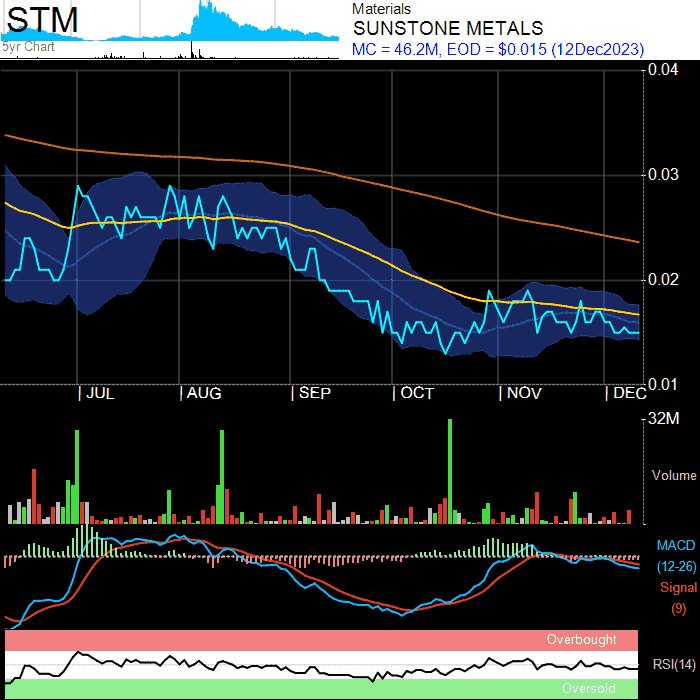 STM
5yr Chart
Materials
SUNSTONE METALS
MC = 46.2M, EOD = $0.015 (12Dec2023)
0.04
0.03
0.02
0.01
JUL AUG SEP OCT NOV DEC
32M
Volume
MACD
(12-26)
Signal
(9)
Overbought
RSI(14)
Oversold